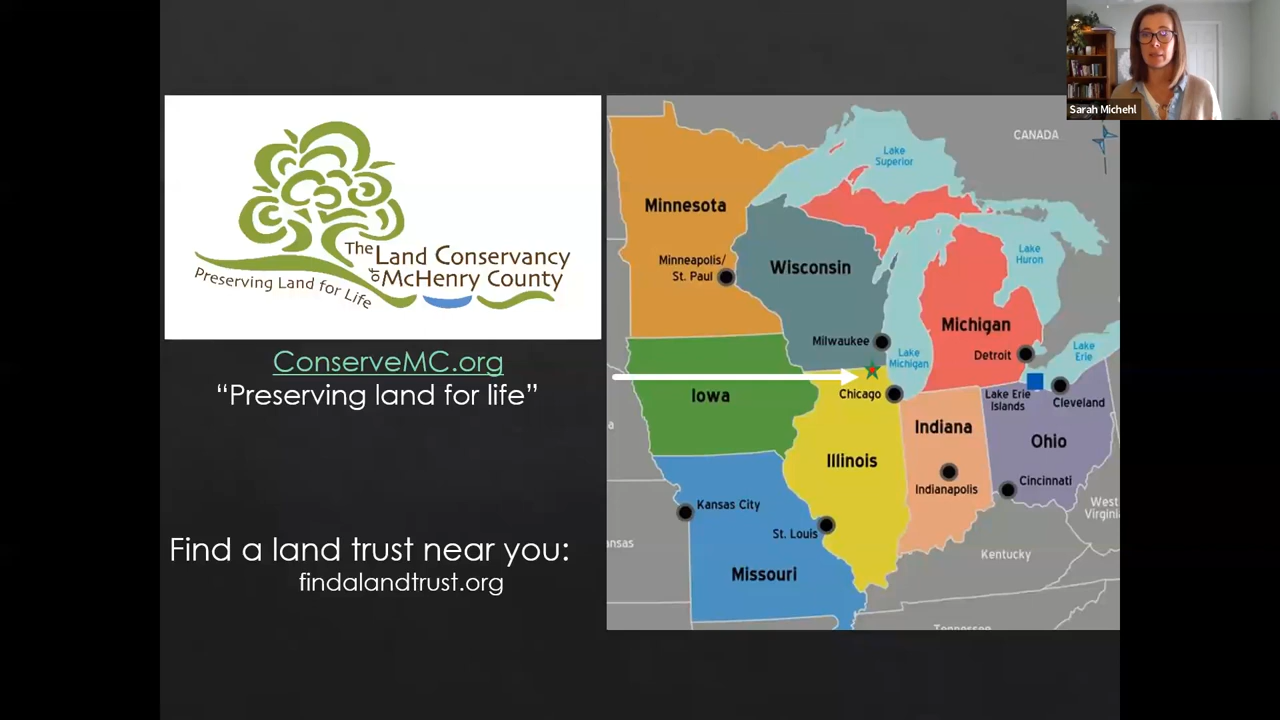 Sarah Michehl
The Land Conservancy
of McHenry County
Preserving Land for Life
ConserveMC.org
“Preserving land for life”
Find a land trust near you:
findalandtrust.org
CANADA
Lake
Superior
Minnesota
Minneapolis/
St. Paul
Wisconsin
Lake
Huron
Michigan
Milwaukee
Detroit
Lake
Michigan
Lake
Erie
Iowa
Chicago
Lake Erie
Islands
Cleveland
Indiana
Ohio
Illinois
Indianapolis
Cincinnati
Kansas City
West
Virginia
St. Louis
nsas
Kentucky
Missouri
Tennessee